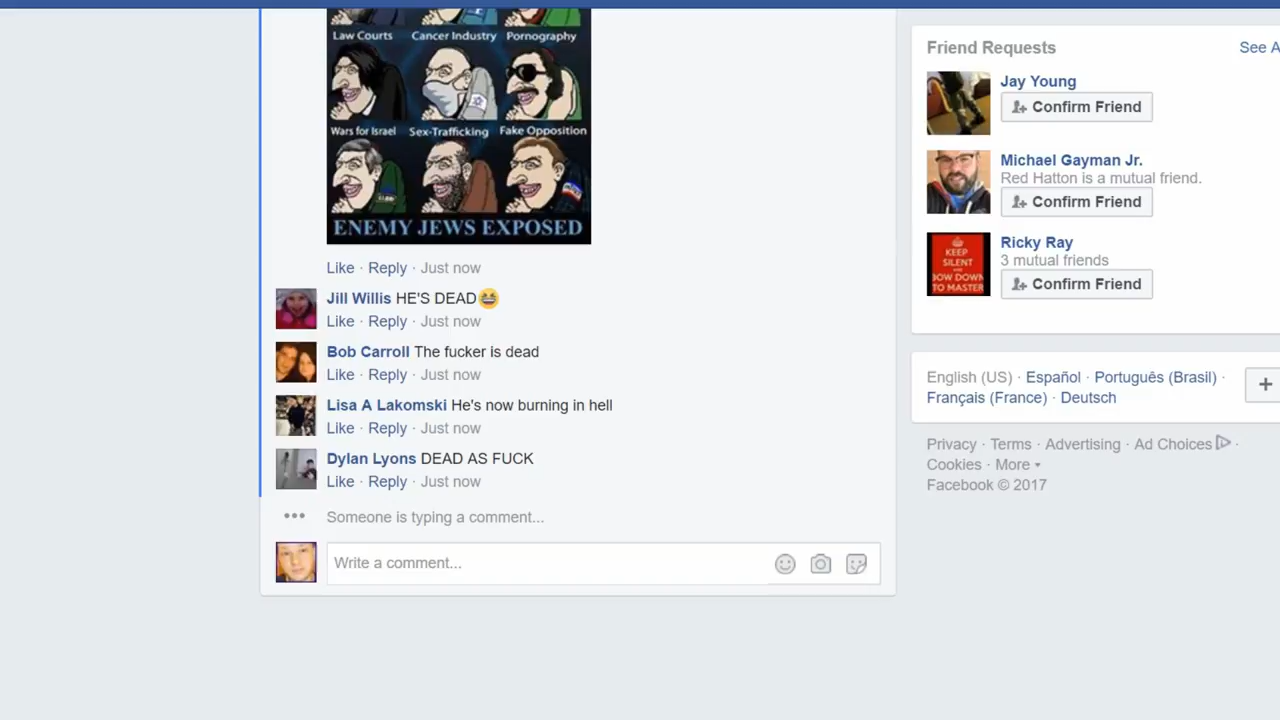 Law Courts Cancer Industry Pornography
Wars for Israel Sex-Trafficking Fake Opposition
ENEMY JEWS EXPOSED
Like · Reply · Just now
Jill Willis HE'S DEAD😆
Like · Reply · Just now
Bob Carroll The fucker is dead
Like · Reply · Just now
Lisa A Lakomski He's now burning in hell
Like · Reply · Just now
Dylan Lyons DEAD AS FUCK
Like · Reply · Just now
Someone is typing a comment...
Write a comment...
Friend Requests
See A
Jay Young
Confirm Friend
Michael Gayman Jr.
Red Hatton is a mutual friend.
Confirm Friend
KEEP
SILENT
AND
BOW DOWN
TO MASTER
Ricky Ray
3 mutual friends
Confirm Friend
English (US) · Español · Português (Brasil) ·
Français (France) · Deutsch
Privacy · Terms · Advertising · Ad Choices ·
Cookies · More
Facebook © 2017